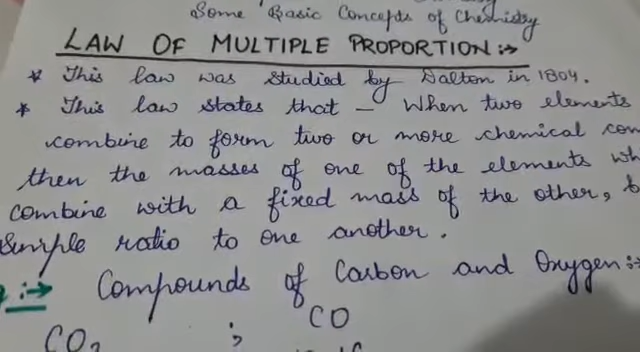 Some Basic Concepts of Chemistry
LAW OF MULTIPLE PROPORTION :→
* This law was studied by Dalton in 1804.
* This law states that - When two elements
combine to form two or more chemical com
then the masses of one of the elements wh
combine with a fixed mass of the other, b
Simple ratio to one another.
:→ Compounds of Carbon and Oxygen :→
CO₂ ; CO